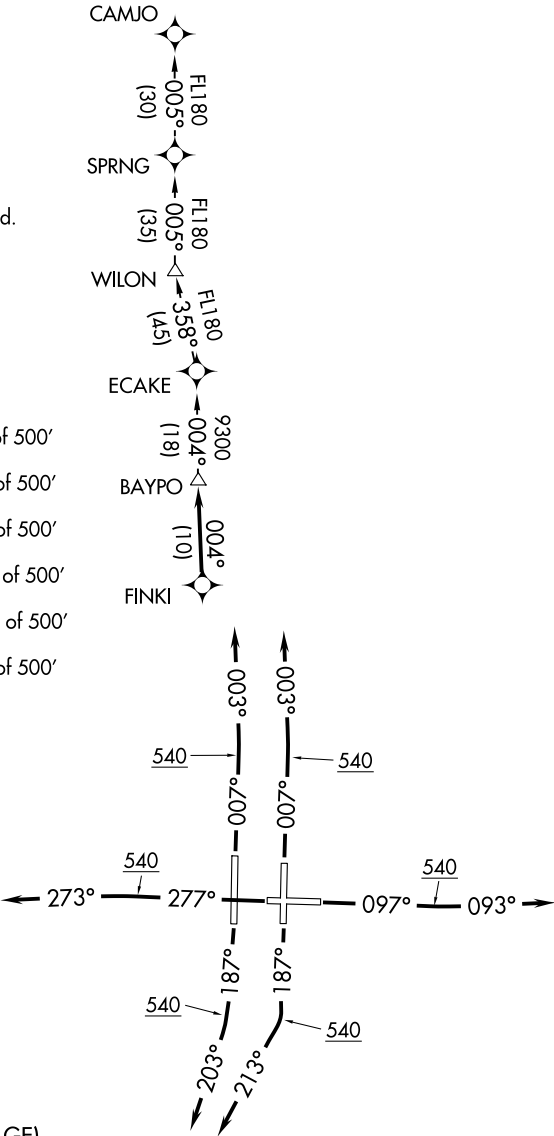 CAMJO
FL180
005°
(30)
SPRNG
d.
FL180
005°
(35)
WILON
FL180
358°
(45)
ECAKE
of 500'
9300
004°
(18)
of 500'
BAYPO
of 500'
004°
(10)
of 500'
FINKI
of 500'
of 500'
003°
003°
540
540
007°
007°
540
540
273°
277°
097°
093°
187°
187°
540
540
203°
213°
GF)